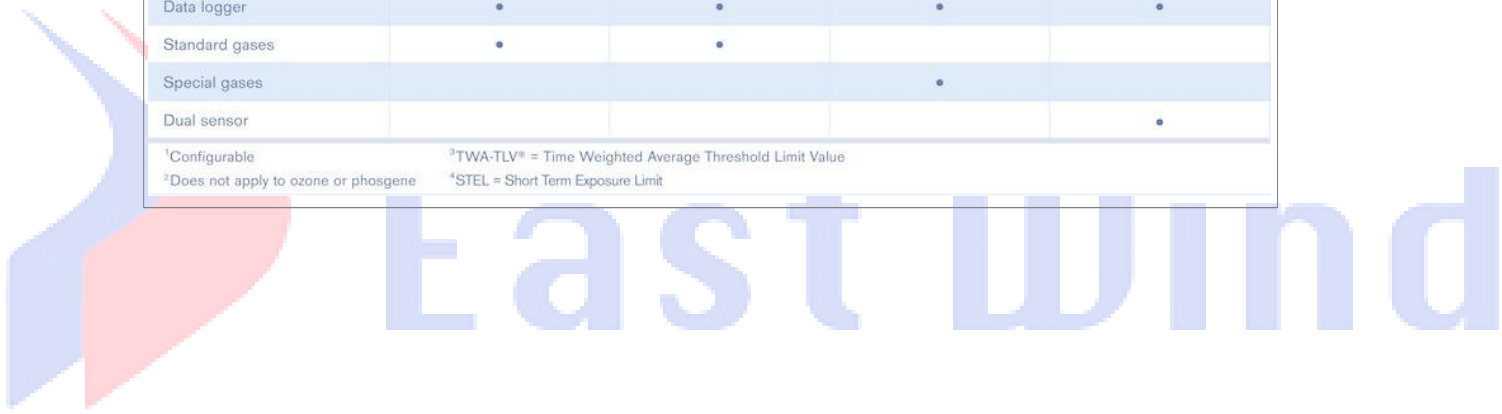 Data logger • • • •
Standard gases • •
Special gases •
Dual sensor •
¹Configurable ³TWA-TLV® = Time Weighted Average Threshold Limit Value
²Does not apply to ozone or phosgene ⁴STEL = Short Term Exposure Limit
East Wind